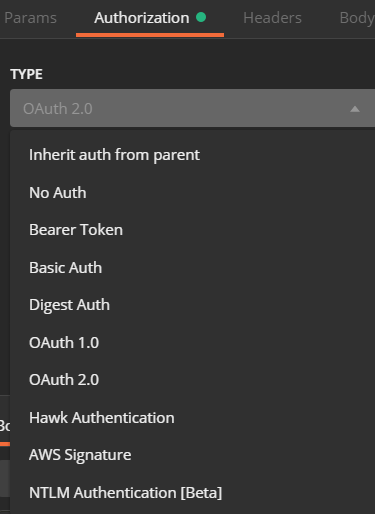 Params Authorization Headers Body
TYPE
OAuth 2.0
Inherit auth from parent
No Auth
Bearer Token
Basic Auth
Digest Auth
OAuth 1.0
OAuth 2.0
Hawk Authentication
AWS Signature
NTLM Authentication [Beta]